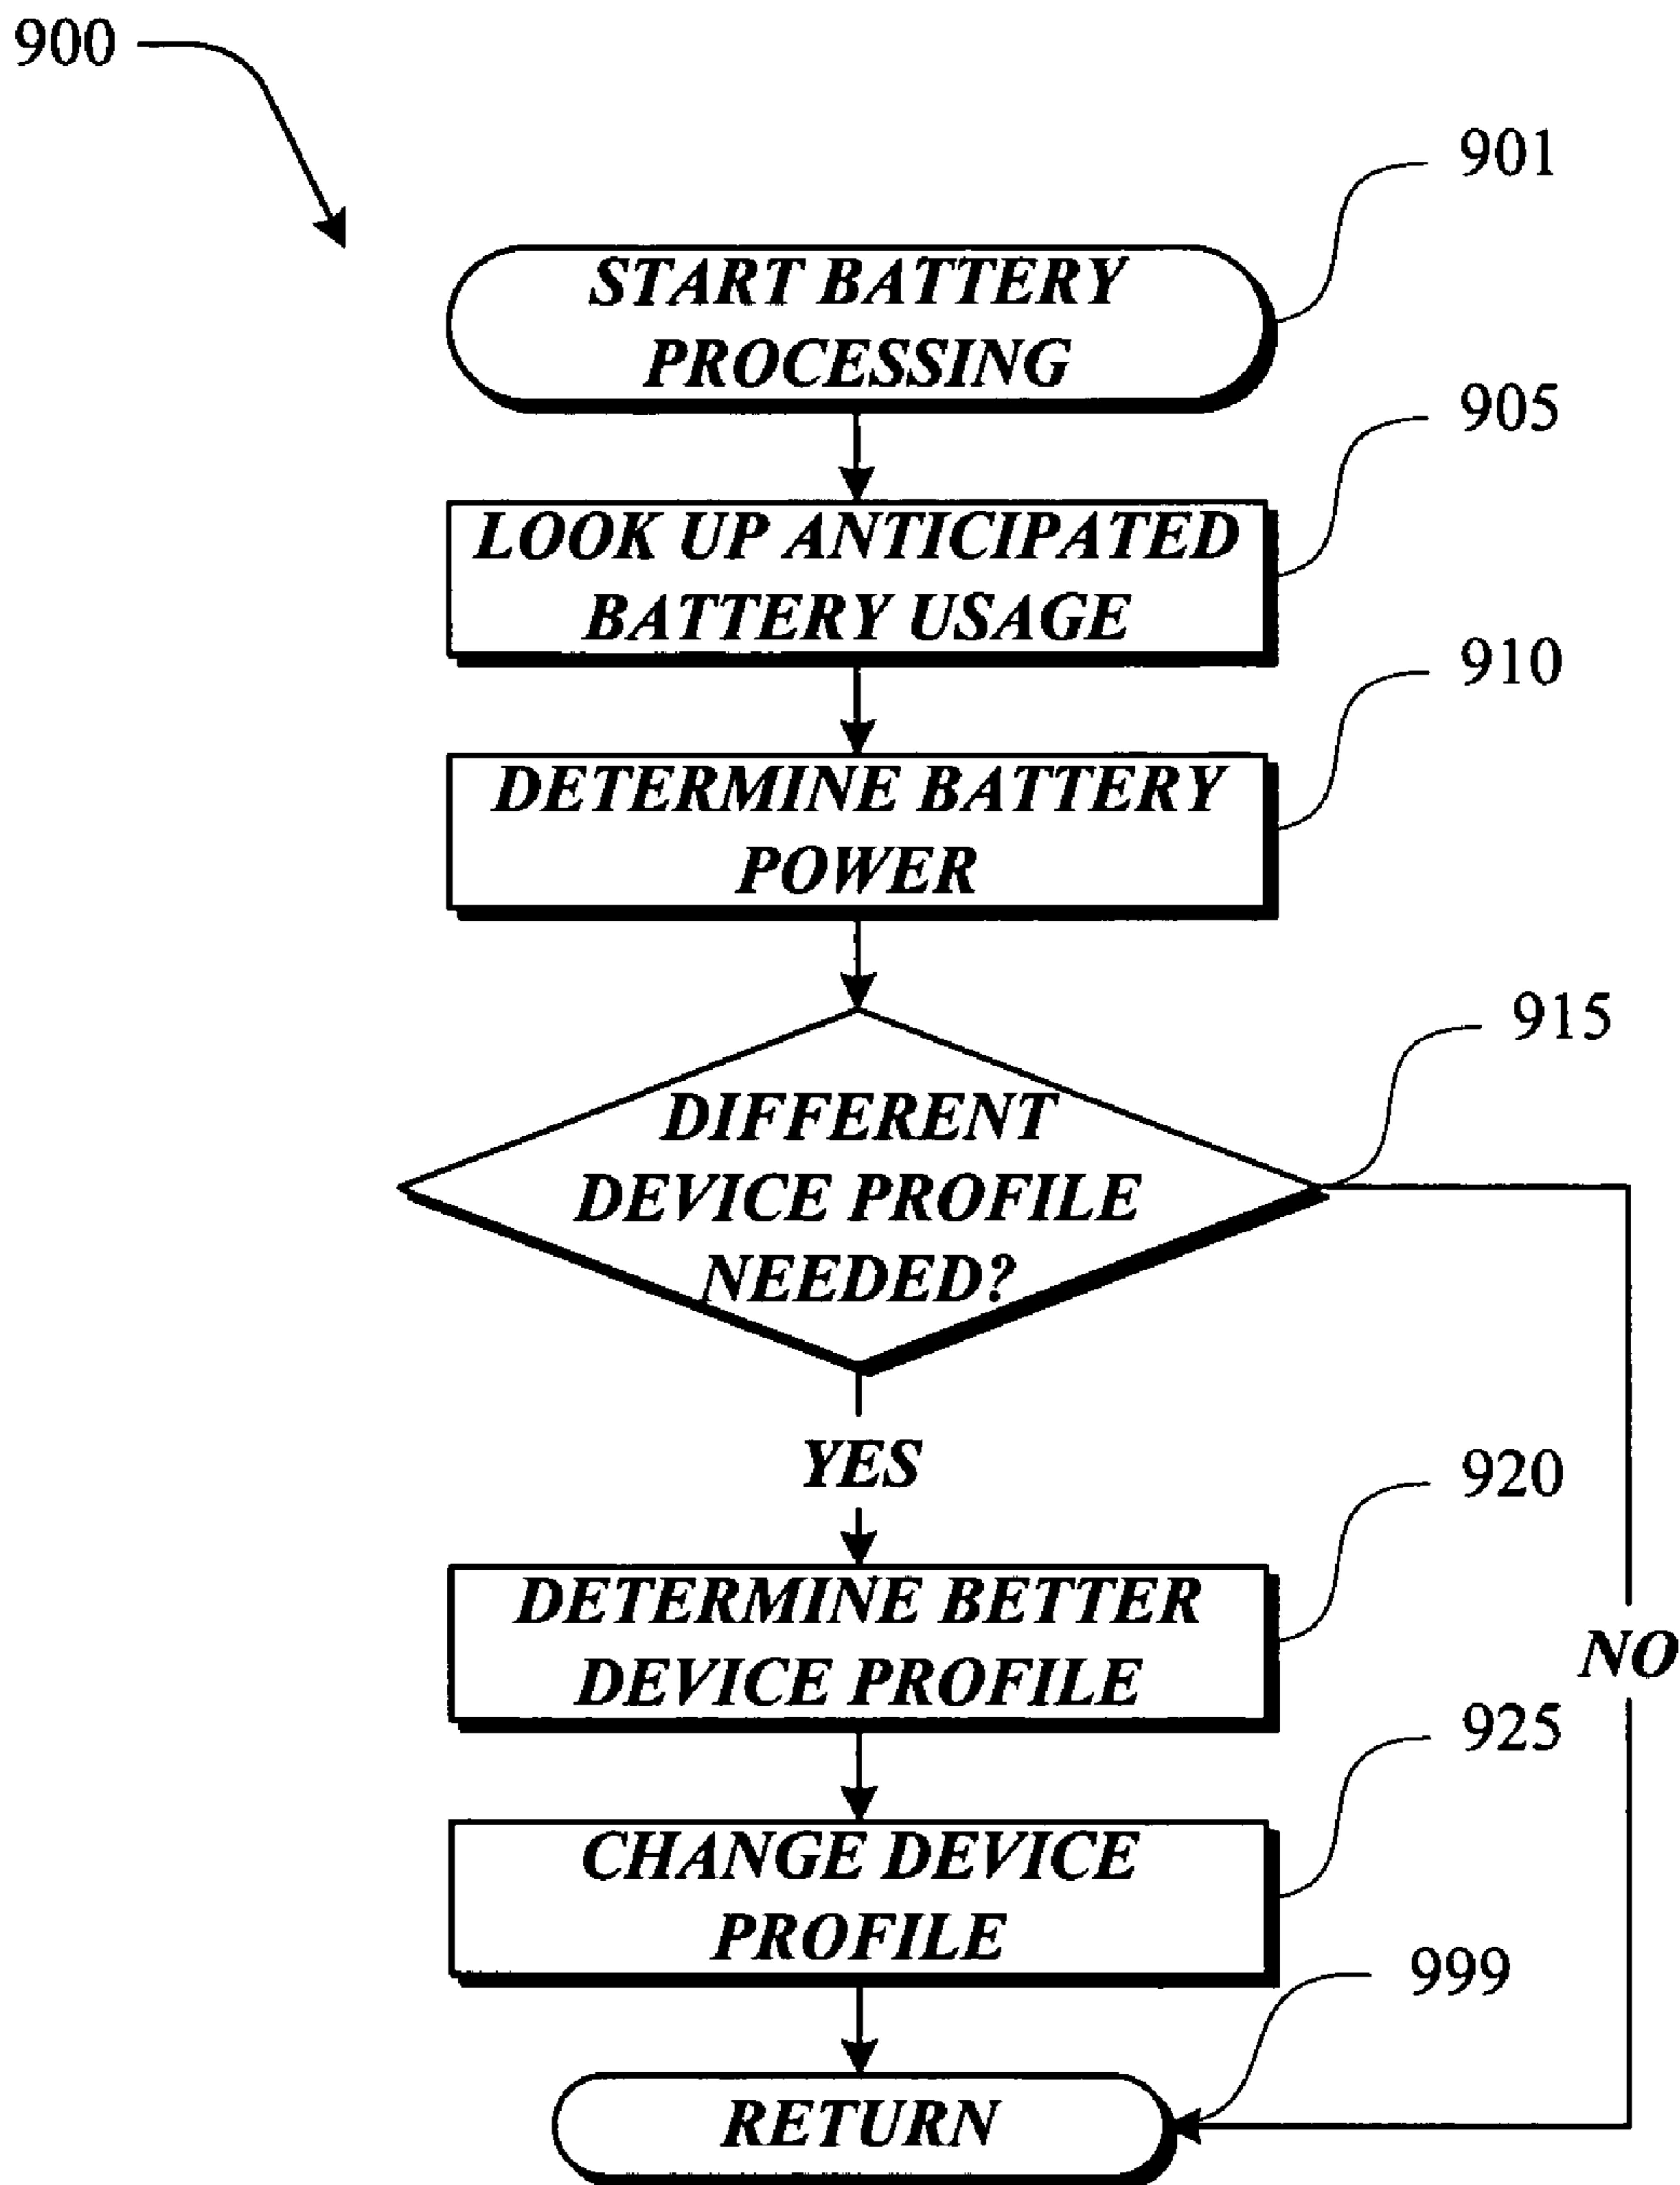 900
901
START BATTERY
PROCESSING
905
LOOK UP ANTICIPATED
BATTERY USAGE
910
DETERMINE BATTERY
POWER
915
DIFFERENT
DEVICE PROFILE
NEEDED?
YES
920
DETERMINE BETTER
DEVICE PROFILE
NO
925
CHANGE DEVICE
PROFILE
999
RETURN